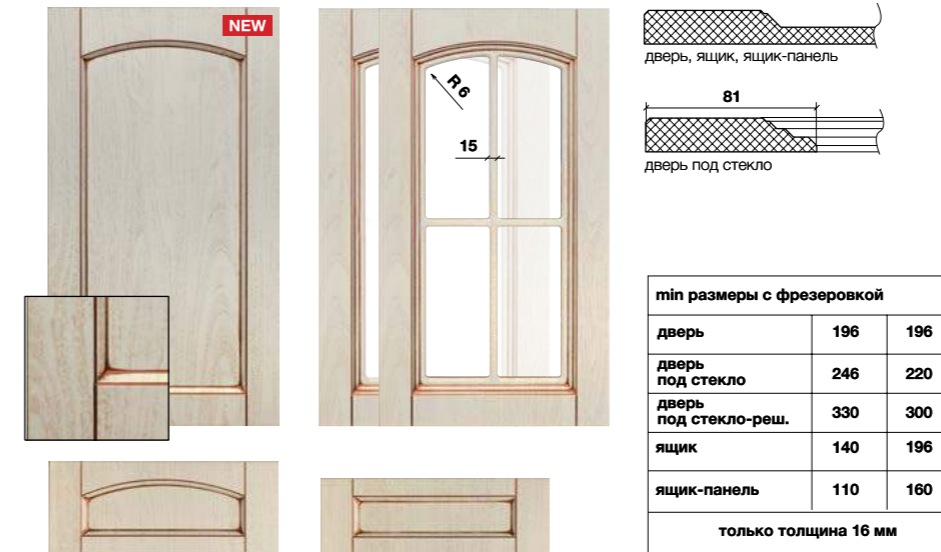 NEW
R 6
15
дверь, ящик, ящик-панель
81
дверь под стекло
min размеры с фрезеровкой
дверь 196 196
дверь
под стекло 246 220
дверь
под стекло-реш. 330 300
ящик 140 196
ящик-панель 110 160
только толщина 16 мм